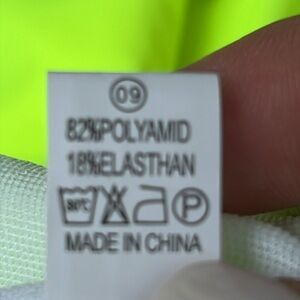 09
82%POLYAMID
18%ELASTHAN
30°C P
MADE IN CHINA